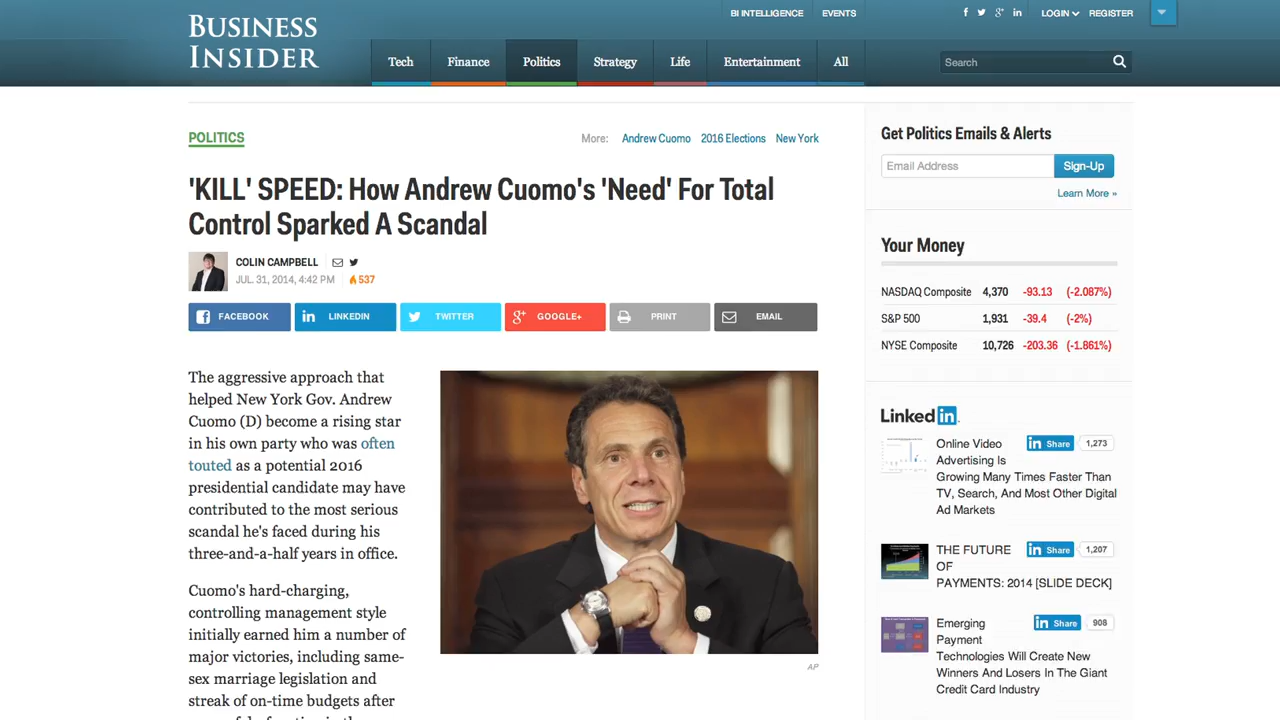 BUSINESS
INSIDER
BI INTELLIGENCE
EVENTS
LOGIN
REGISTER
Tech
Finance
Politics
Strategy
Life
Entertainment
All
Search
POLITICS
More: Andrew Cuomo 2016 Elections New York
'KILL' SPEED: How Andrew Cuomo's 'Need' For Total
Control Sparked A Scandal
COLIN CAMPBELL
JUL. 31, 2014, 4:42 PM 537
FACEBOOK
LINKEDIN
TWITTER
GOOGLE+
PRINT
EMAIL
The aggressive approach that
helped New York Gov. Andrew
Cuomo (D) become a rising star
in his own party who was often
touted as a potential 2016
presidential candidate may have
contributed to the most serious
scandal he's faced during his
three-and-a-half years in office.
Cuomo's hard-charging,
controlling management style
initially earned him a number of
major victories, including same-
sex marriage legislation and
streak of on-time budgets after
AP
Get Politics Emails & Alerts
Email Address
Sign-Up
Learn More »
Your Money
NASDAQ Composite 4,370 -93.13 (-2.087%)
S&P 500 1,931 -39.4 (-2%)
NYSE Composite 10,726 -203.36 (-1.861%)
Linked in
Online Video
Advertising Is
Growing Many Times Faster Than
TV, Search, And Most Other Digital
Ad Markets
in Share 1,273
THE FUTURE
OF
PAYMENTS: 2014 [SLIDE DECK]
in Share 1,207
Emerging
Payment
Technologies Will Create New
Winners And Losers In The Giant
Credit Card Industry
in Share 908